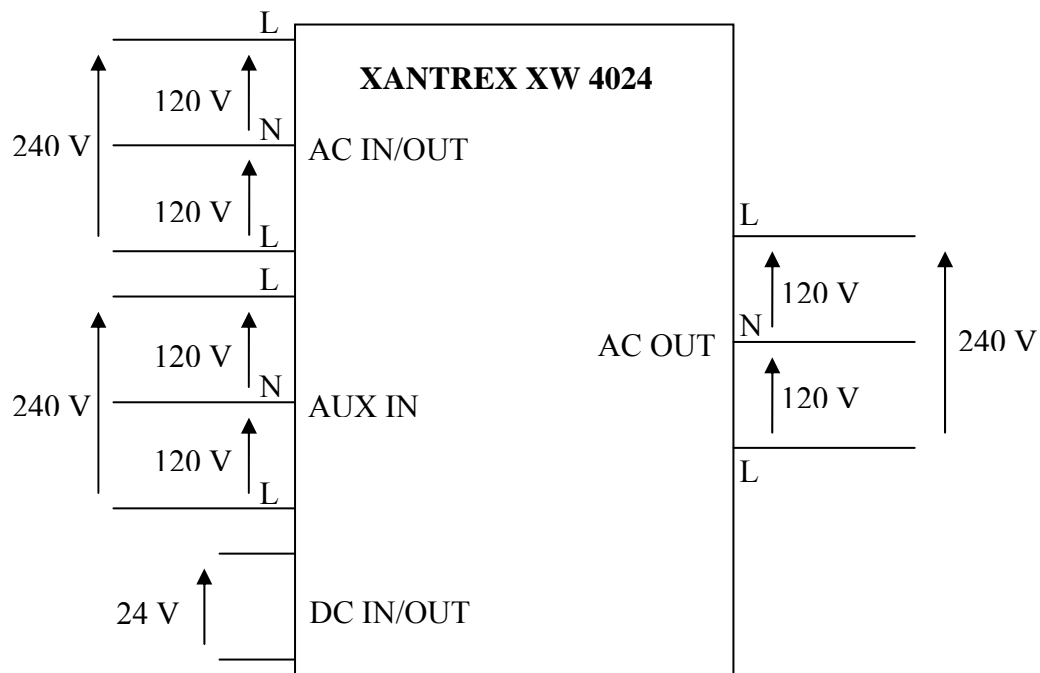 L
XANTREX XW 4024
120 V
N
240 V
AC IN/OUT
120 V
L
L
120 V
N
240 V
AUX IN
120 V
L
24 V
DC IN/OUT
L
120 V
N
AC OUT
240 V
120 V
L